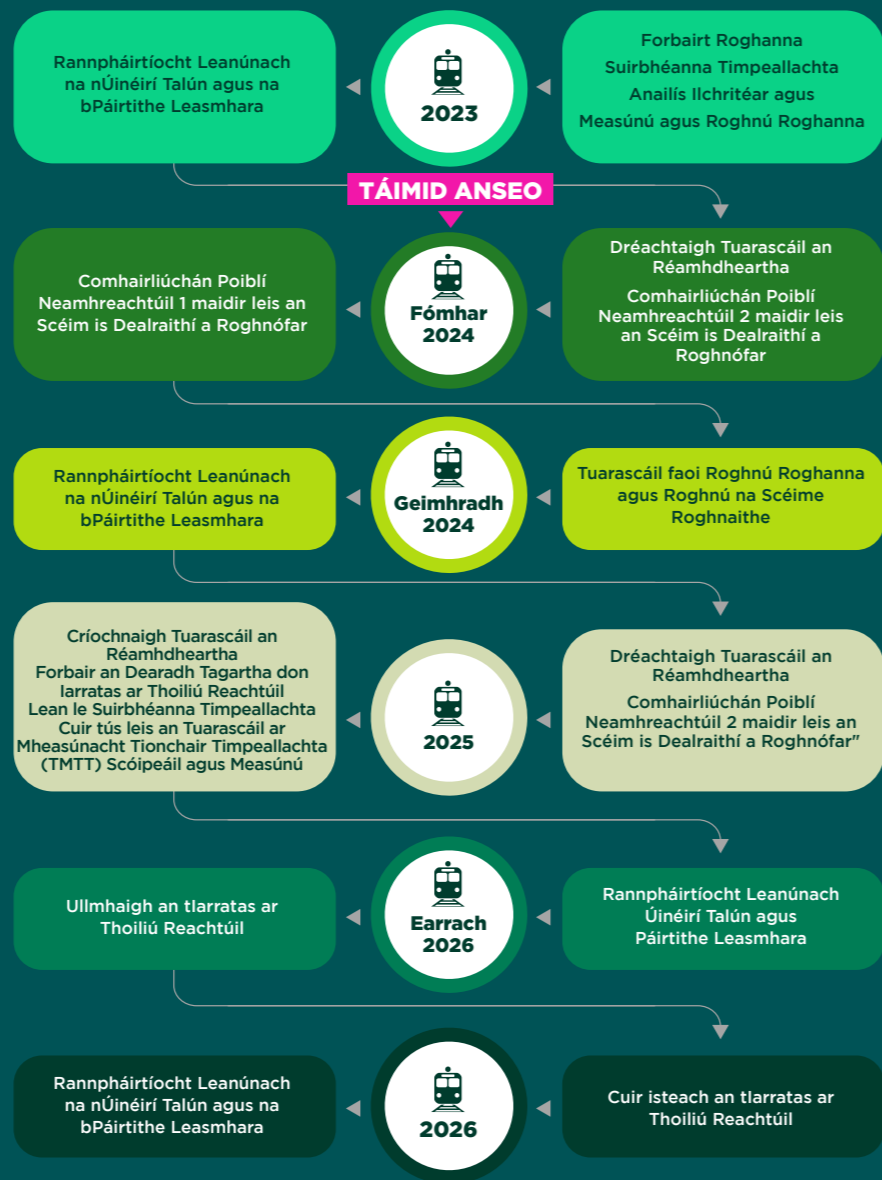 Forbairt Roghanna
Suirbhéanna Timpeallachta
Anailís Ilchritéar agus
Measúnú agus Roghnú Roghanna
2023
Rannpháirtíocht Leanúnach
na nÚinéirí Talún agus na
bPáirtithe Leasmhara
TÁIMID ANSEO
Dréachtaigh Tuarascáil an
Réamhdheartha
Comhairliúchán Poiblí
Neamhreachtúil 2 maidir leis
an Scéim is Dealraithí a
Roghnófar
Fómhar
2024
Comhairliúchán Poiblí
Neamhreachtúil 1 maidir leis an
Scéim is Dealraithí a Roghnófar
Tuarascáil faoi Roghnú Roghanna
agus Roghnú na Scéime
Roghnaithe
Geimhradh
2024
Rannpháirtíocht Leanúnach
na nÚinéirí Talún agus na
bPáirtithe Leasmhara
Dréachtaigh Tuarascáil an
Réamhdheartha
Comhairliúchán Poiblí
Neamhreachtúil 2 maidir leis an
Scéim is Dealraithí a Roghnófar"
2025
Críochnaigh Tuarascáil an
Réamhdheartha
Forbair an Dearadh Tagartha don
Iarratas ar Thoiliú Reachtúil
Lean le Suirbhéanna Timpeallachta
Cuir tús leis an Tuarascáil ar
Mheasúnacht Tionchair Timpeallachta
(TMTT) Scóipeáil agus Measúnú
Rannpháirtíocht Leanúnach
Úinéirí Talún agus
Páirtithe Leasmhara
Earrach
2026
Ullmhaigh an tIarratas ar
Thoiliú Reachtúil
Cuir isteach an tIarratas ar
Thoiliú Reachtúil
2026
Rannpháirtíocht Leanúnach
na nÚinéirí Talún agus na
bPáirtithe Leasmhara